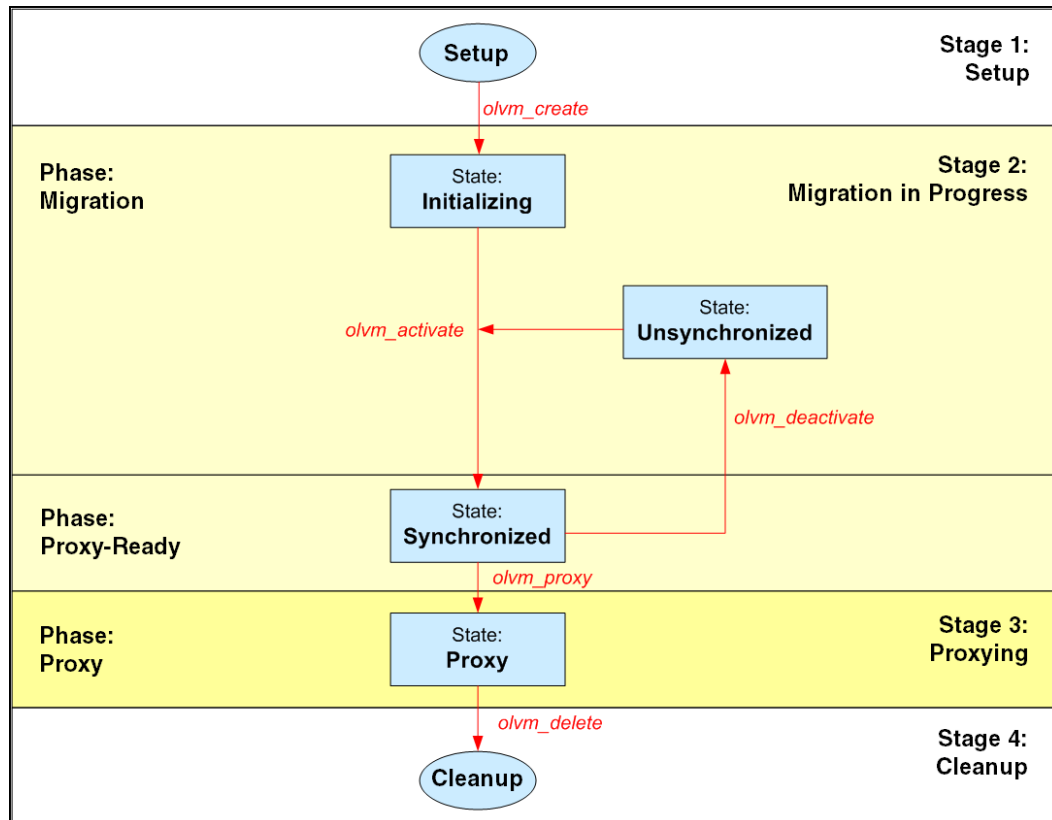 Setup
Stage 1:
Setup
olvm_create
Phase:
Migration
State:
Initializing
Stage 2:
Migration in Progress
State:
Unsynchronized
olvm_activate
olvm_deactivate
Phase:
Proxy-Ready
State:
Synchronized
olvm_proxy
Phase:
Proxy
State:
Proxy
Stage 3:
Proxying
olvm_delete
Cleanup
Stage 4:
Cleanup